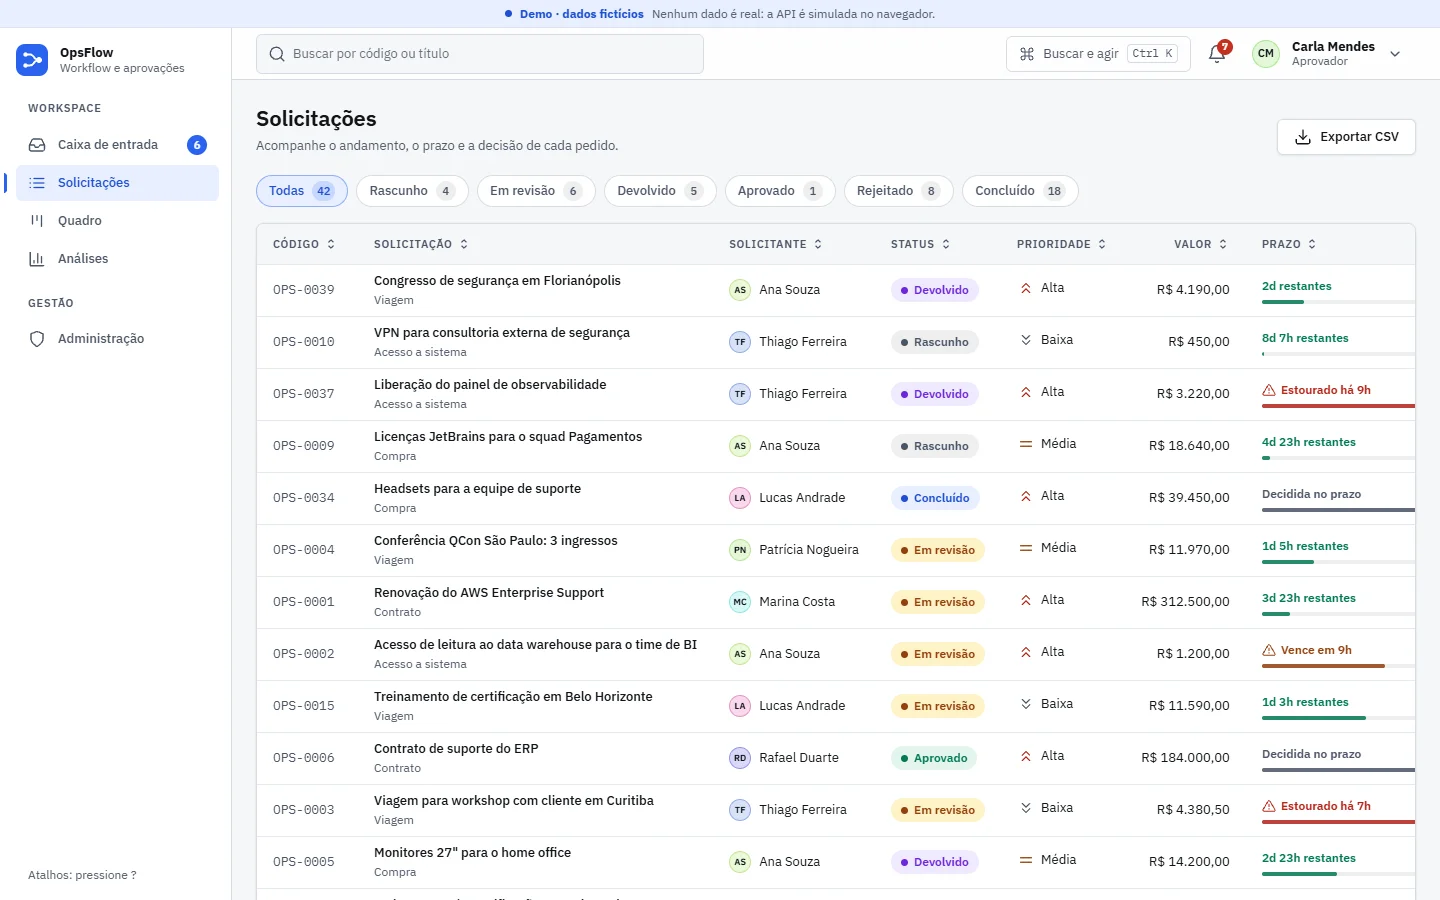 Demo · dados fictícios Nenhum dado é real: a API é simulada no navegador.
OpsFlow
Workflow e aprovações
Buscar por código ou título
Buscar e agir Ctrl K
7
CM
Carla Mendes
Aprovador
WORKSPACE
Caixa de entrada 6
Solicitações
Quadro
Análises
GESTÃO
Administração
Atalhos: pressione ?
Solicitações
Acompanhe o andamento, o prazo e a decisão de cada pedido.
Exportar CSV
Todas 42 Rascunho 4 Em revisão 6 Devolvido 5 Aprovado 1 Rejeitado 8 Concluído 18
CÓDIGO SOLICITAÇÃO SOLICITANTE STATUS PRIORIDADE VALOR PRAZO
OPS-0039 Congresso de segurança em Florianópolis AS Ana Souza Devolvido Alta R$ 4.190,00 2d restantes
Viagem
OPS-0010 VPN para consultoria externa de segurança TF Thiago Ferreira Rascunho Baixa R$ 450,00 8d 7h restantes
Acesso a sistema
OPS-0037 Liberação do painel de observabilidade TF Thiago Ferreira Devolvido Alta R$ 3.220,00 Estourado há 9h
Acesso a sistema
OPS-0009 Licenças JetBrains para o squad Pagamentos AS Ana Souza Rascunho Média R$ 18.640,00 4d 23h restantes
Compra
OPS-0034 Headsets para a equipe de suporte LA Lucas Andrade Concluído Alta R$ 39.450,00 Decidida no prazo
Compra
OPS-0004 Conferência QCon São Paulo: 3 ingressos PN Patrícia Nogueira Em revisão Média R$ 11.970,00 1d 5h restantes
Viagem
OPS-0001 Renovação do AWS Enterprise Support MC Marina Costa Em revisão Alta R$ 312.500,00 3d 23h restantes
Contrato
OPS-0002 Acesso de leitura ao data warehouse para o time de BI AS Ana Souza Em revisão Alta R$ 1.200,00 Vence em 9h
Acesso a sistema
OPS-0015 Treinamento de certificação em Belo Horizonte LA Lucas Andrade Em revisão Baixa R$ 11.590,00 1d 3h restantes
Viagem
OPS-0006 Contrato de suporte do ERP RD Rafael Duarte Aprovado Alta R$ 184.000,00 Decidida no prazo
Contrato
OPS-0003 Viagem para workshop com cliente em Curitiba TF Thiago Ferreira Em revisão Baixa R$ 4.380,50 Estourado há 7h
Viagem
OPS-0005 Monitores 27" para o home office AS Ana Souza Devolvido Média R$ 14.200,00 2d 23h restantes
Compra